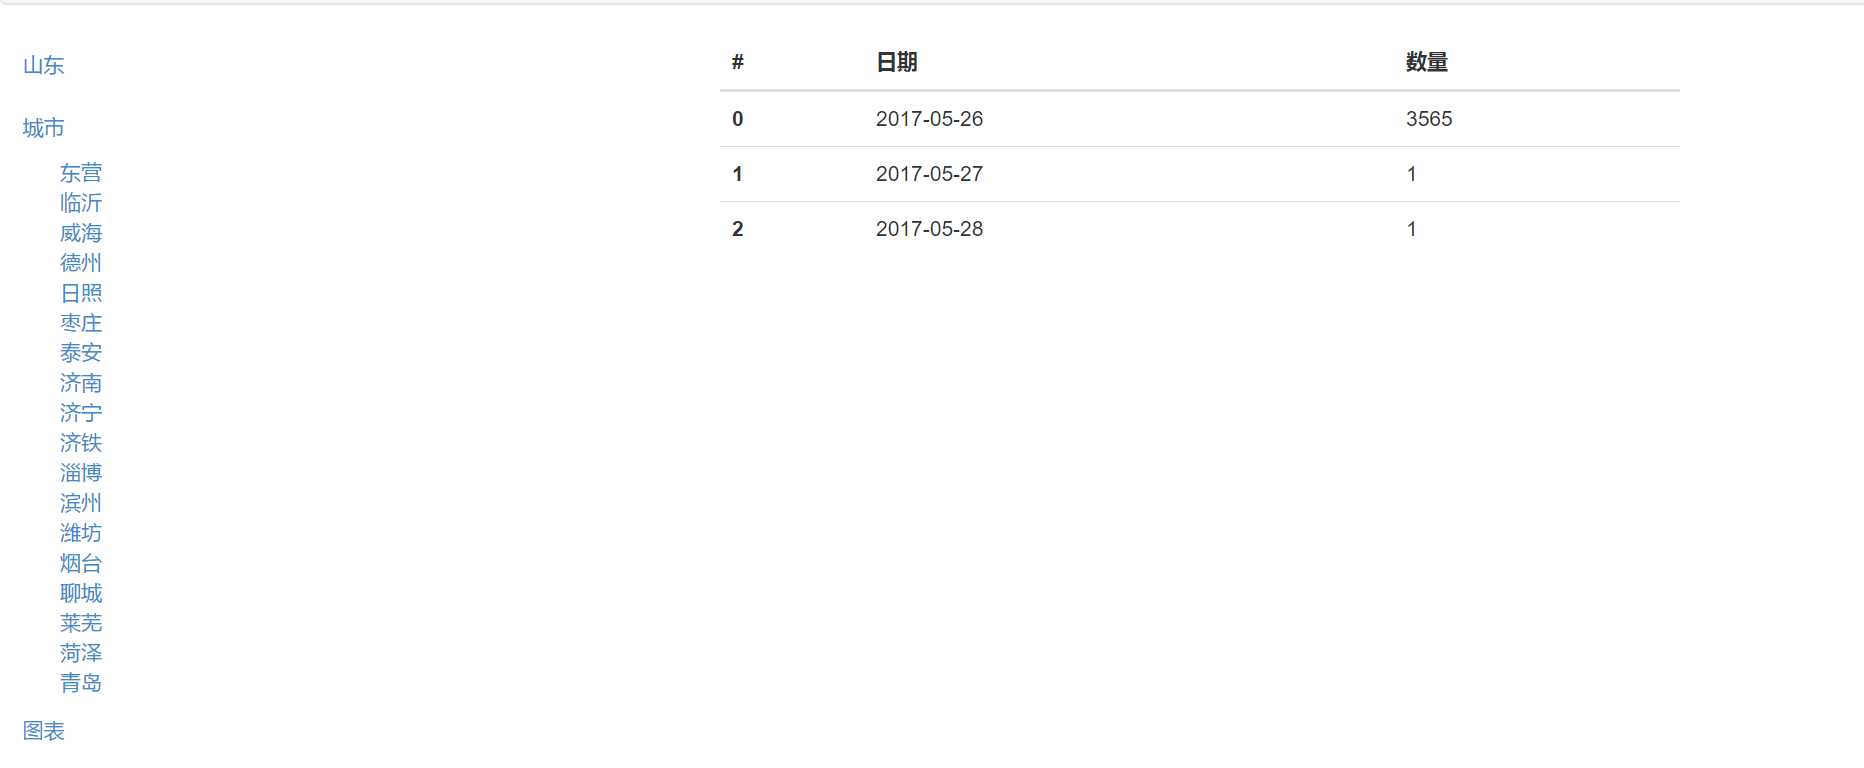 山东
城市
东营
临沂
威海
德州
日照
枣庄
泰安
济南
济宁
济铁
淄博
滨州
潍坊
烟台
聊城
莱芜
菏泽
青岛
图表
# 日期 数量
0 2017-05-26 3565
1 2017-05-27 1
2 2017-05-28 1